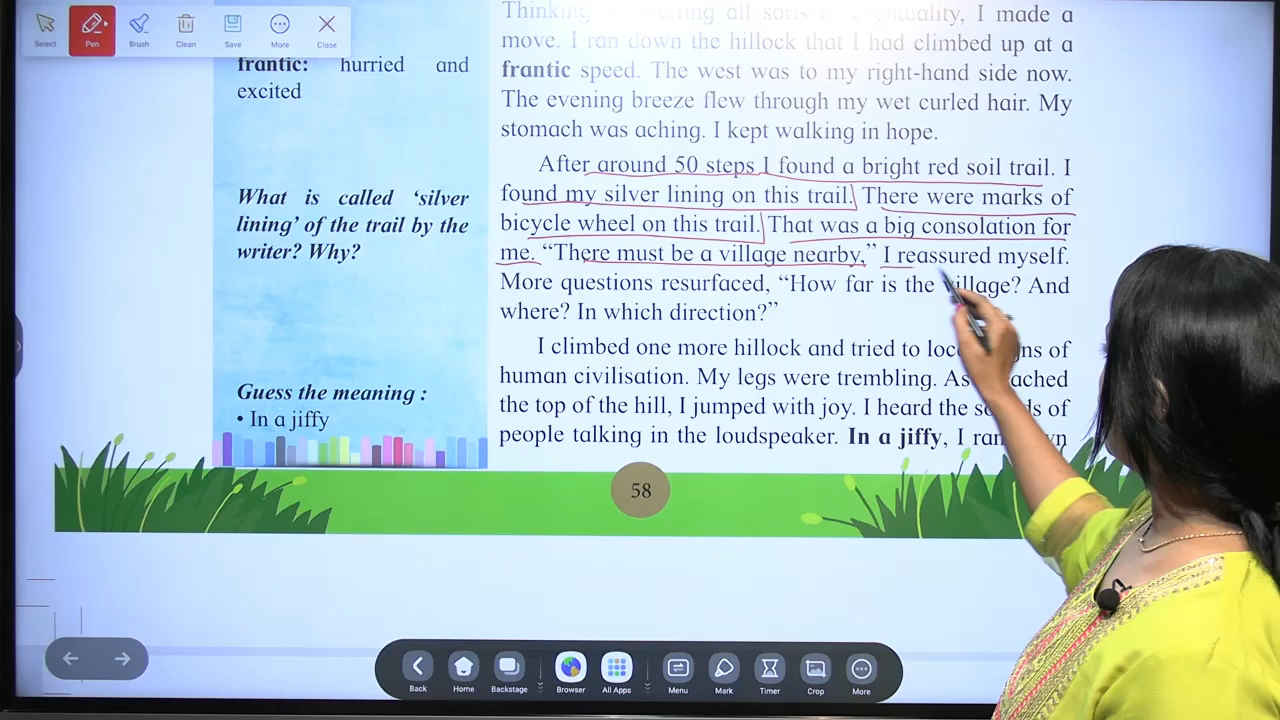 Select Pen Brush Clean Save More Close
Thinking all sorts, I made a
move. I ran down the hillock that I had climbed up at a
frantic speed. The west was to my right-hand side now.
The evening breeze flew through my wet curled hair. My
stomach was aching. I kept walking in hope.
After around 50 steps I found a bright red soil trail. I
found my silver lining on this trail. There were marks of
bicycle wheel on this trail. That was a big consolation for
me. “There must be a village nearby,” I reassured myself.
More questions resurfaced, “How far is the village? And
where? In which direction?”
I climbed one more hillock and tried to of
human civilisation. My legs were trembling. As
the top of the hill, I jumped with joy. I heard the of
people talking in the loudspeaker. In a jiffy, I
frantic: hurried and
excited
What is called ‘silver
lining’ of the trail by the
writer? Why?
Guess the meaning :
• In a jiffy
58
Back Home Backstage Browser All Apps Menu Mark Timer Crop More